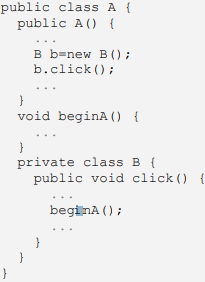 public class A {
public A() {
...
B b=new B();
b.click();
...
}
void beginA() {
...
}
private class B {
public void click() {
...
beginA();
...
}
}
}